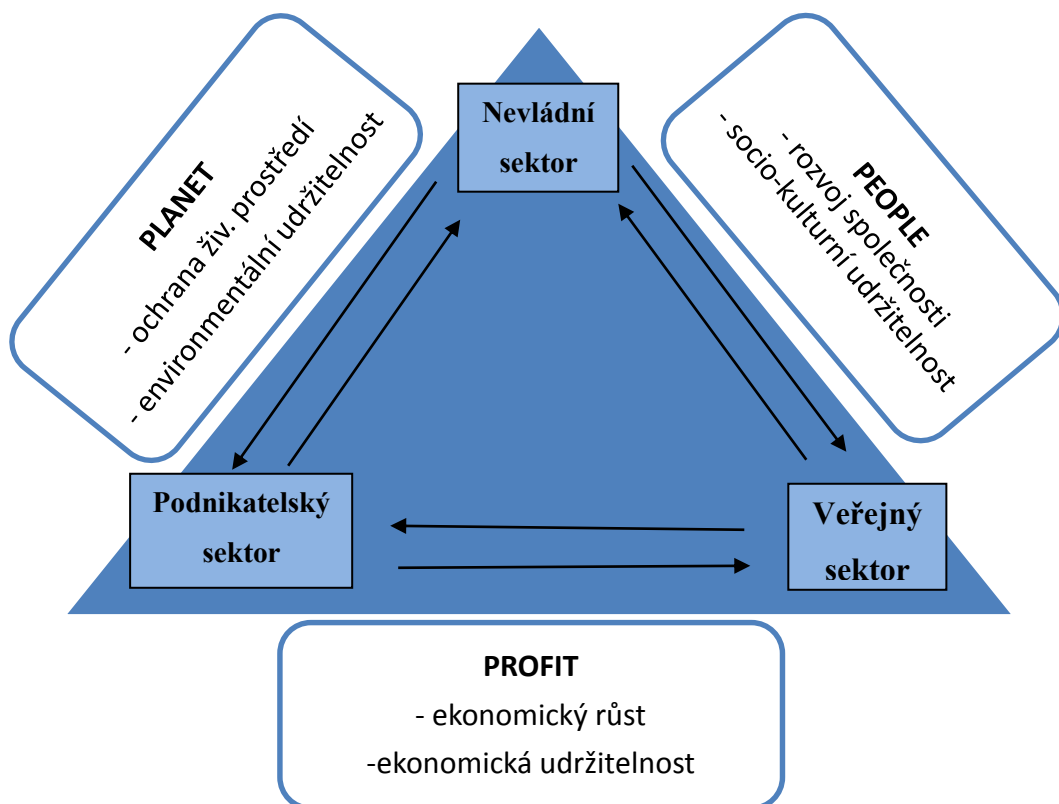 Nevládní
sektor
PLANET
- ochrana živ. prostředí
- environmentální udržitelnost
PEOPLE
- rozvoj společnosti
- socio-kulturní udržitelnost
Podnikatelský
sektor
Veřejný
sektor
PROFIT
- ekonomický růst
-ekonomická udržitelnost